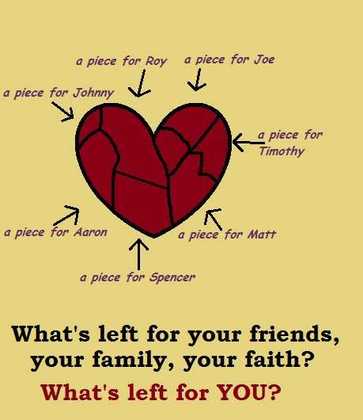 a piece for Roy
a piece for Joe
a piece for Johnny
a piece for
Timothy
a piece for Aaron
a piece for Matt
a piece for Spencer
What's left for your friends,
your family, your faith?
What's left for YOU?